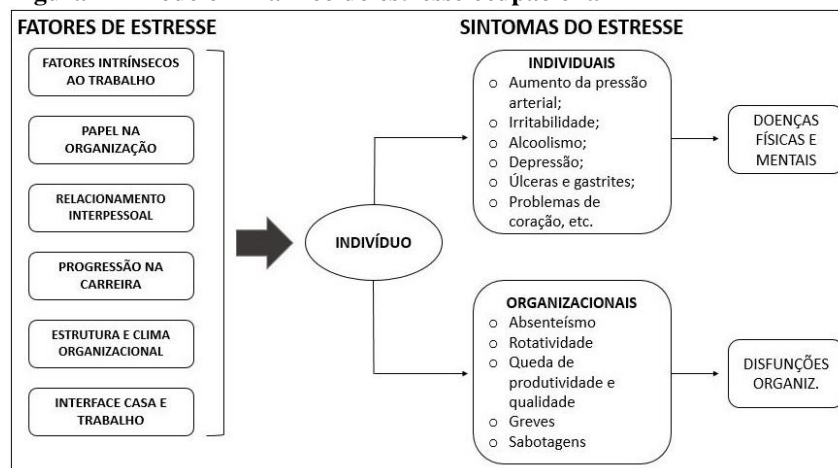 FATORES DE ESTRESSE
FATORES INTRÍNSECOS
AO TRABALHO
PAPEL NA
ORGANIZAÇÃO
RELACIONAMENTO
INTERPESSOAL
PROGRESSÃO NA
CARREIRA
ESTRUTURA E CLIMA
ORGANIZACIONAL
INTERFACE CASA E
TRABALHO
INDIVÍDUO
SINTOMAS DO ESTRESSE
INDIVIDUAIS
Aumento da pressão
arterial;
Irritabilidade;
Alcoolismo;
Depressão;
Úlceras e gastrites;
Problemas de
coração, etc.
DOENÇAS
FÍSICAS E
MENTAIS
ORGANIZACIONAIS
Absenteísmo
Rotatividade
Queda de
produtividade e
qualidade
Greves
Sabotagens
DISFUNÇÕES
ORGANIZ.